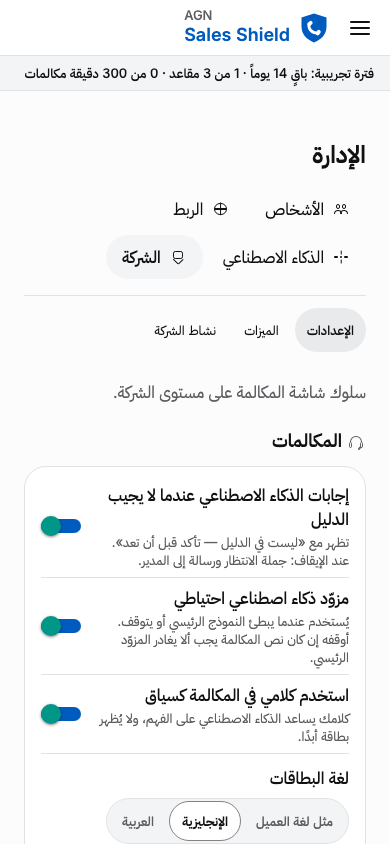 AGN
Sales Shield
فترة تجريبية: باقٍ 14 يوماً · 1 من 3 مقاعد · 0 من 300 دقيقة مكالمات
الإدارة
الأشخاص
الربط
الذكاء الاصطناعي
الشركة
الإعدادات
الميزات
نشاط الشركة
سلوك شاشة المكالمة على مستوى الشركة.
المكالمات
إجابات الذكاء الاصطناعي عندما لا يجيب
الدليل
تظهر مع «ليست في الدليل — تأكد قبل أن تعد».
عند الإيقاف: جملة الانتظار ورسالة إلى المدير.
مزوّد ذكاء اصطناعي احتياطي
يُستخدم عندما يبطئ النموذج الرئيسي أو يتوقف.
أوقفه إن كان نص المكالمة يجب ألا يغادر المزوّد
الرئيسي.
استخدم كلامي في المكالمة كسياق
كلامك يساعد الذكاء الاصطناعي على الفهم، ولا يُظهر
بطاقة أبدًا.
لغة البطاقات
مثل لغة العميل
الإنجليزية
العربية